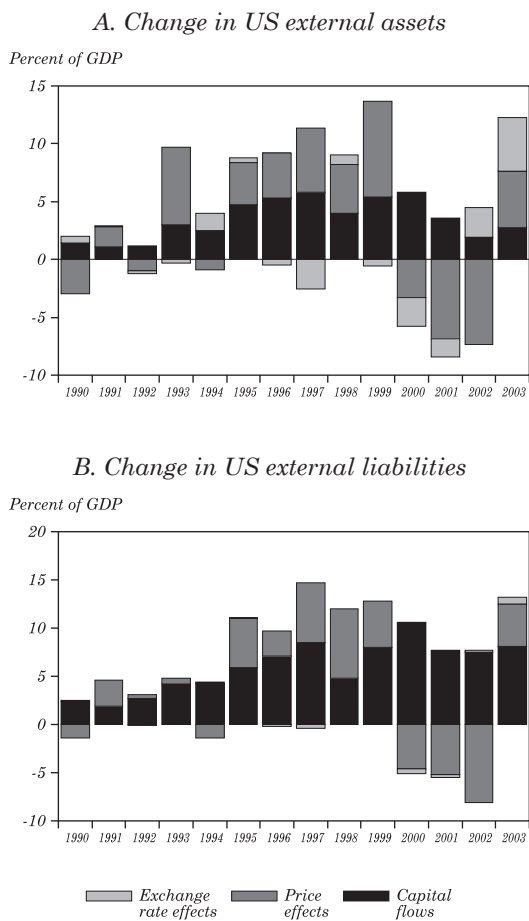 A. Change in US external assets
Percent of GDP
15
10
5
0
-5
-10
1990 1991 1992 1993 1994 1995 1996 1997 1998 1999 2000 2001 2002 2003
B. Change in US external liabilities
Percent of GDP
20
15
10
5
0
-5
-10
1990 1991 1992 1993 1994 1995 1996 1997 1998 1999 2000 2001 2002 2003
Exchange Price Capital
rate effects effects flows